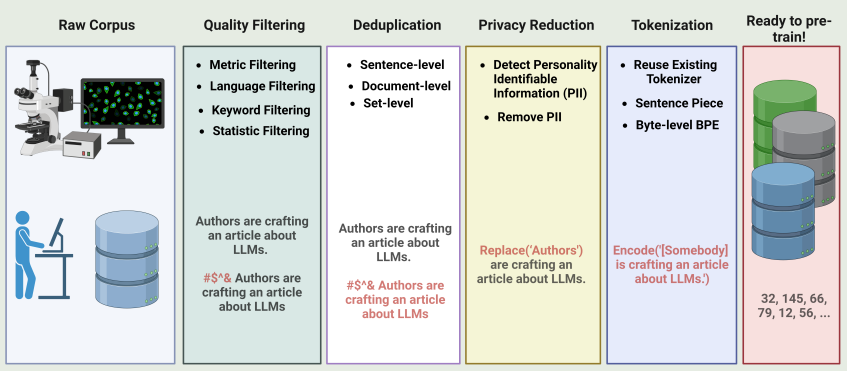 Raw Corpus
Quality Filtering
Deduplication
Privacy Reduction
Tokenization
Ready to pre-
train!
• Metric Filtering
• Language Filtering
• Keyword Filtering
• Statistic Filtering
Authors are crafting
an article about
LLMs.
#$^& Authors are
crafting an article
about LLMs
• Sentence-level
• Document-level
• Set-level
Authors are crafting
an article about
LLMs.
#$^& Authors are
crafting an article
about LLMs
• Detect Personality
Identifiable
Information (PII)
• Remove PII
Replace('Authors')
are crafting an
article about LLMs.
• Reuse Existing
Tokenizer
• Sentence Piece
• Byte-level BPE
Encode('[Somebody]
is crafting an article
about LLMs.')
32, 145, 66,
79, 12, 56, ...